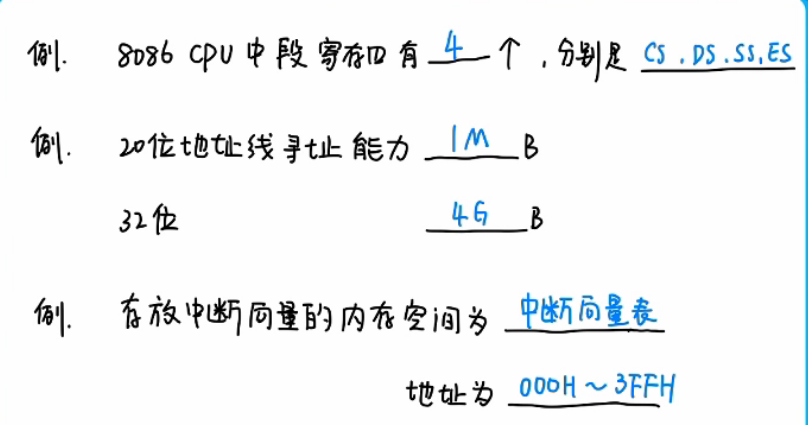 例. 8086 CPU 中段寄存四有 4 个,分别是 CS.DS.SS,ES
例. 20位地址线寻址能力 1M B
32位 4G B
例. 存放中断向量的内存空间为 中断向量表
地址为 000H~3FFH